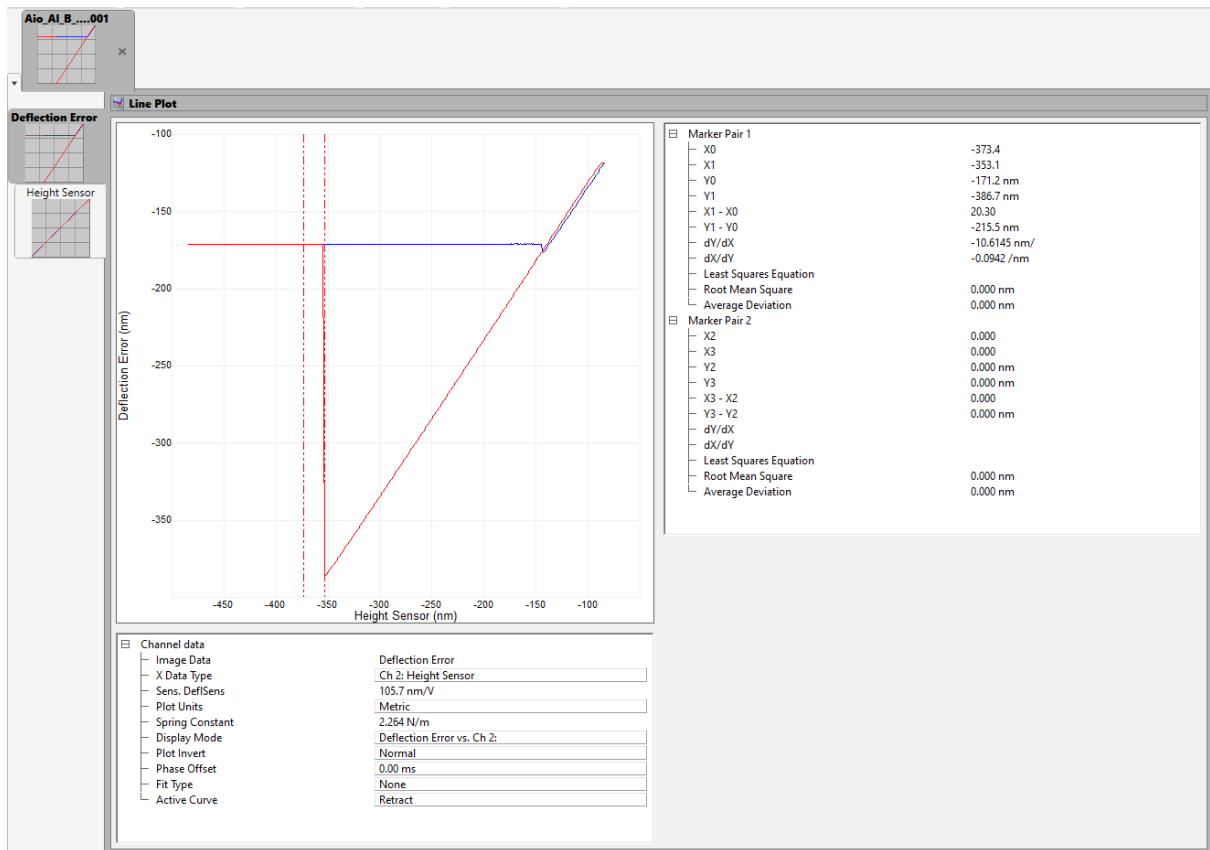 Aio_Al_B_....001
Line Plot
Deflection Error
Height Sensor
-100
-150
-200
-250
-300
-350
Deflection Error (nm)
-450 -400 -350 -300 -250 -200 -150 -100
Height Sensor (nm)
Marker Pair 1
X0 -373.4
X1 -353.1
Y0 -171.2 nm
Y1 -386.7 nm
X1 - X0 20.30
Y1 - Y0 -215.5 nm
dY/dX -10.6145 nm/
dX/dY -0.0942 /nm
Least Squares Equation
Root Mean Square 0.000 nm
Average Deviation 0.000 nm
Marker Pair 2
X2 0.000
X3 0.000
Y2 0.000 nm
Y3 0.000 nm
X3 - X2 0.000
Y3 - Y2 0.000 nm
dY/dX
dX/dY
Least Squares Equation
Root Mean Square 0.000 nm
Average Deviation 0.000 nm
Channel data
Image Data Deflection Error
X Data Type Ch 2: Height Sensor
Sens. DeflSens 105.7 nm/V
Plot Units Metric
Spring Constant 2.264 N/m
Display Mode Deflection Error vs. Ch 2:
Plot Invert Normal
Phase Offset 0.00 ms
Fit Type None
Active Curve Retract